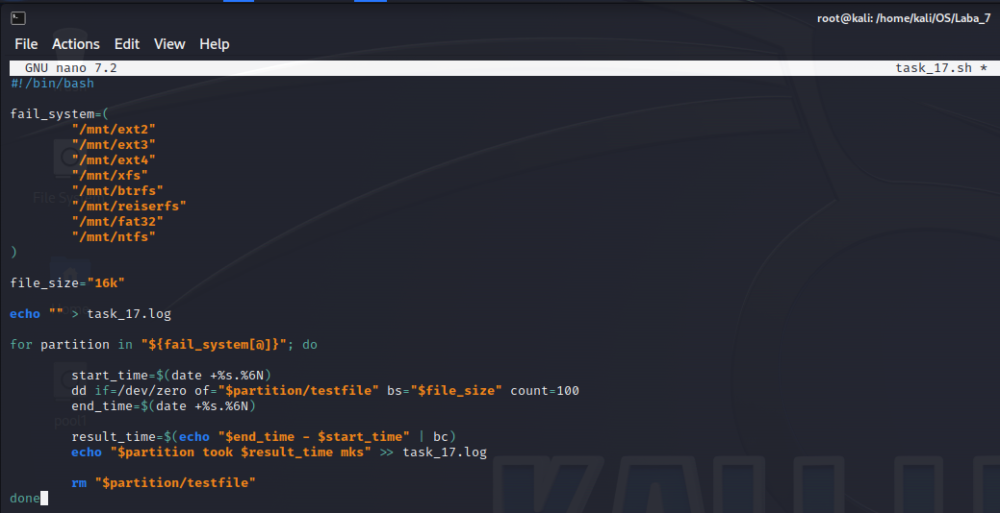 root@kali: /home/kali/OS/Laba_7
File Actions Edit View Help
GNU nano 7.2 task_17.sh *
#!/bin/bash
fail_system=(
"/mnt/ext2"
"/mnt/ext3"
"/mnt/ext4"
"/mnt/xfs"
"/mnt/btrfs"
"/mnt/reiserfs"
"/mnt/fat32"
"/mnt/ntfs"
)
file_size="16k"
echo "" > task_17.log
for partition in "${fail_system[@]}"; do
start_time=$(date +%s.%6N)
dd if=/dev/zero of="$partition/testfile" bs="$file_size" count=100
end_time=$(date +%s.%6N)
result_time=$(echo "$end_time - $start_time" | bc)
echo "$partition took $result_time mks" >> task_17.log
rm "$partition/testfile"
done